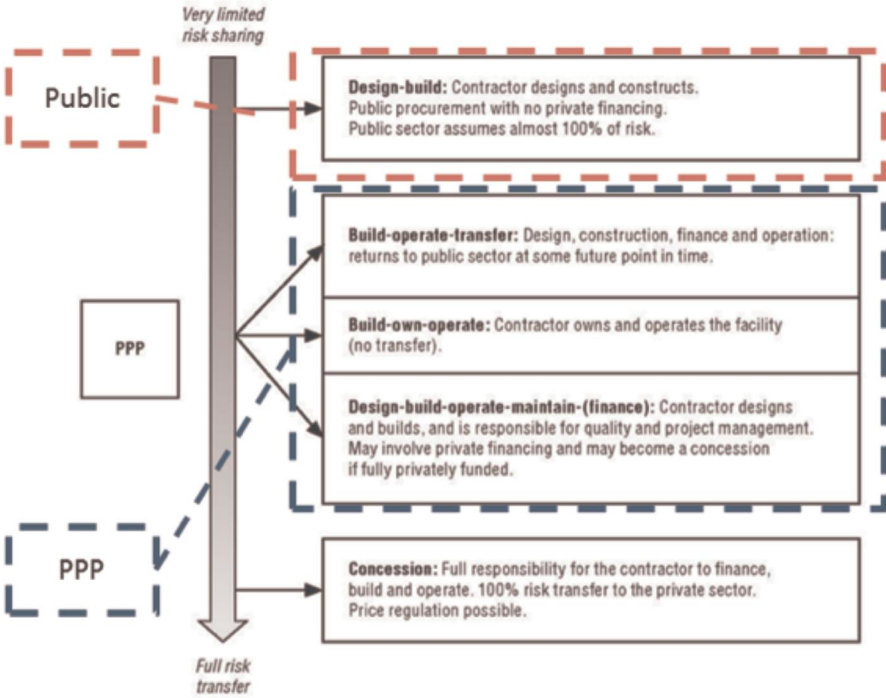 Very limited
risk sharing
Public
Design-build: Contractor designs and constructs.
Public procurement with no private financing.
Public sector assumes almost 100% of risk.
Build-operate-transfer: Design, construction, finance and operation:
returns to public sector at some future point in time.
PPP
Build-own-operate: Contractor owns and operates the facility
(no transfer).
Design-build-operate-maintain-(finance): Contractor designs
and builds, and is responsible for quality and project management.
May involve private financing and may become a concession
if fully privately funded.
PPP
Concession: Full responsibility for the contractor to finance,
build and operate. 100% risk transfer to the private sector.
Price regulation possible.
Full risk
transfer